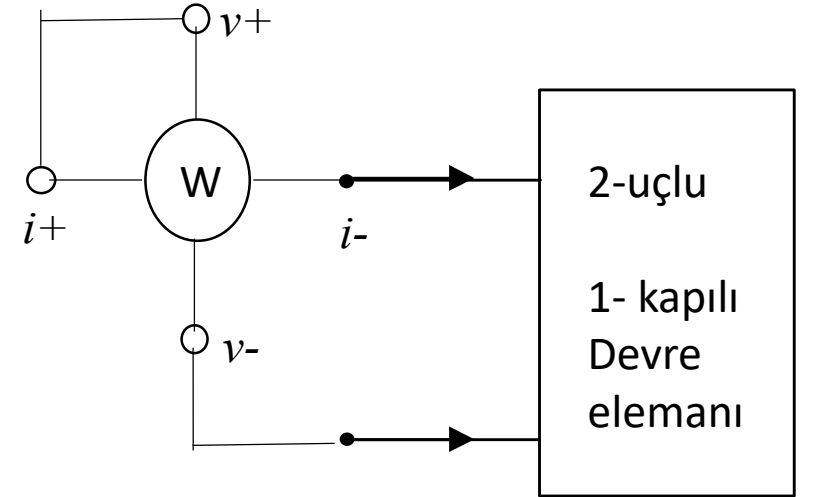 v+
W
i+
i-
v-
2-uçlu
1- kapılı
Devre
elemanı